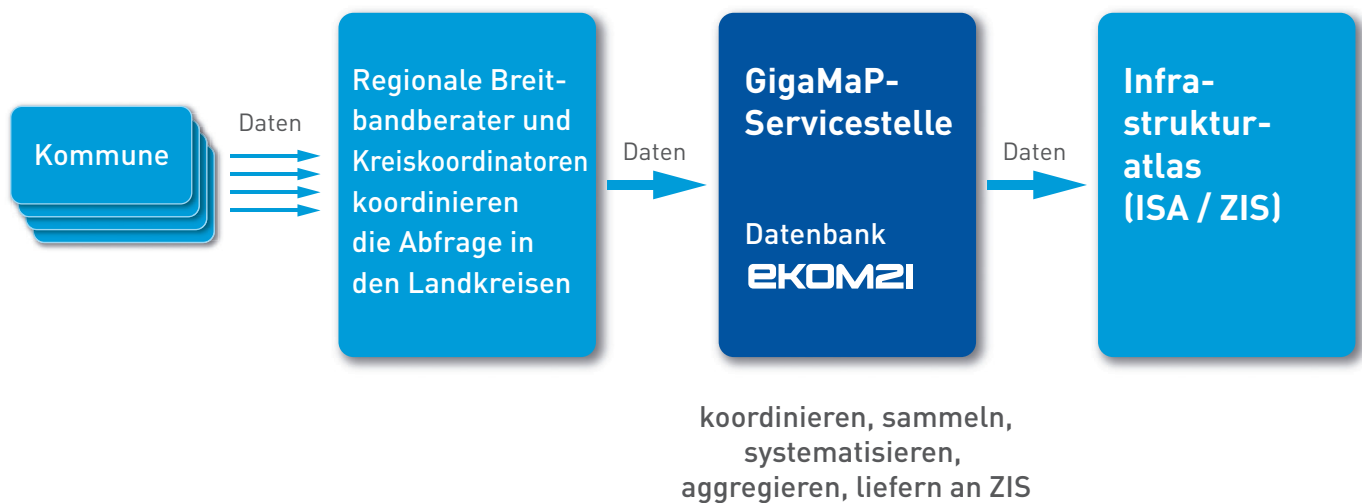 Kommune
Daten
Regionale Breit-
bandberater und
Kreiskoordinatoren
koordinieren
die Abfrage in
den Landkreisen
Daten
GigaMaP-
Servicestelle
Datenbank
eKOM21
Daten
Infra-
struktur-
atlas
(ISA / ZIS)
koordinieren, sammeln,
systematisieren,
aggregieren, liefern an ZIS